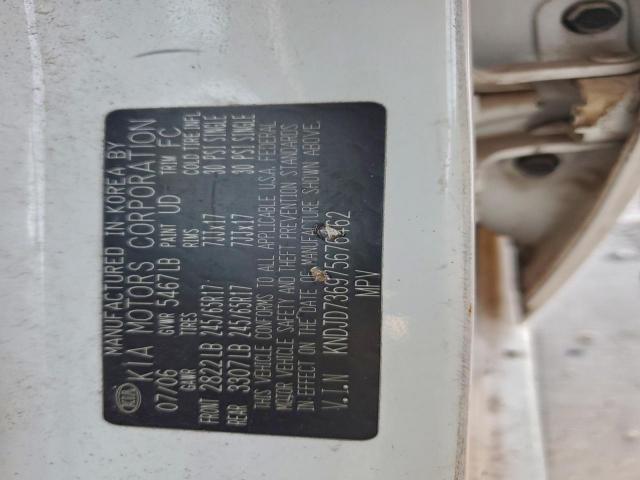 MANUFACTURED IN KOREA BY
KIA KIA MOTORS CORPORATION
07/06 GVWR 5467LB PAINT UD TRIM FC
GAWR TIRES RIMS COLD TIRE INFL
FRONT 2822LB 245/65R17 7JJx17 30 PSI SINGLE
REAR 3307LB 245/65R17 7JJx17 30 PSI SINGLE
THIS VEHICLE CONFORMS TO ALL APPLICABLE U.S.A. FEDERAL
MOTOR VEHICLE SAFETY AND THEFT PREVENTION STANDARDS
IN EFFECT ON THE DATE OF MANUFACTURE SHOWN ABOVE.
V.I.N
MPV